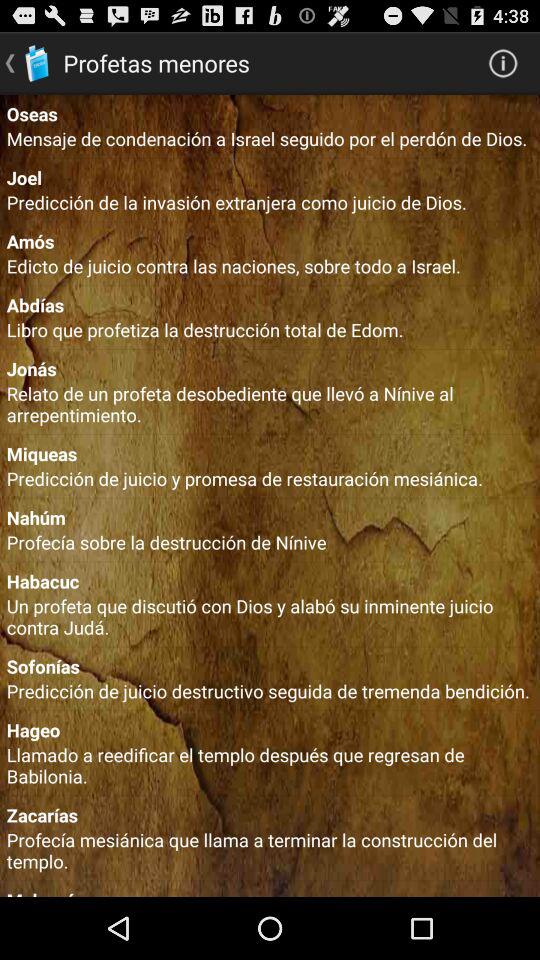 4:38
Profetas menores
Oseas
Mensaje de condenación a Israel seguido por el perdón de Dios.
Joel
Predicción de la invasión extranjera como juicio de Dios.
Amós
Edicto de juicio contra las naciones, sobre todo a Israel.
Abdías
Libro que profetiza la destrucción total de Edom.
Jonás
Relato de un profeta desobediente que llevó a Nínive al
arrepentimiento.
Miqueas
Predicción de juicio y promesa de restauración mesiánica.
Nahúm
Profecía sobre la destrucción de Nínive
Habacuc
Un profeta que discutió con Dios y alabó su inminente juicio
contra Judá.
Sofonías
Predicción de juicio destructivo seguida de tremenda bendición.
Hageo
Llamado a reedificar el templo después que regresan de
Babilonia.
Zacarías
Profecía mesiánica que llama a terminar la construcción del
templo.